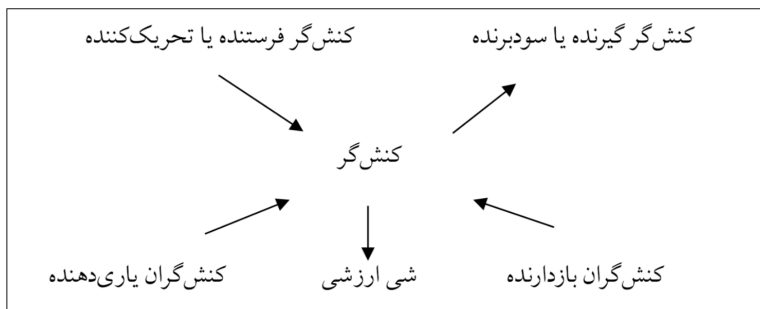 کنش‌گر گیرنده یا سودبرنده
کنش‌گر فرستنده یا تحریک‌کننده
کنش‌گر
کنش‌گران بازدارنده
شی ارزشی
کنش‌گران یاری‌دهنده